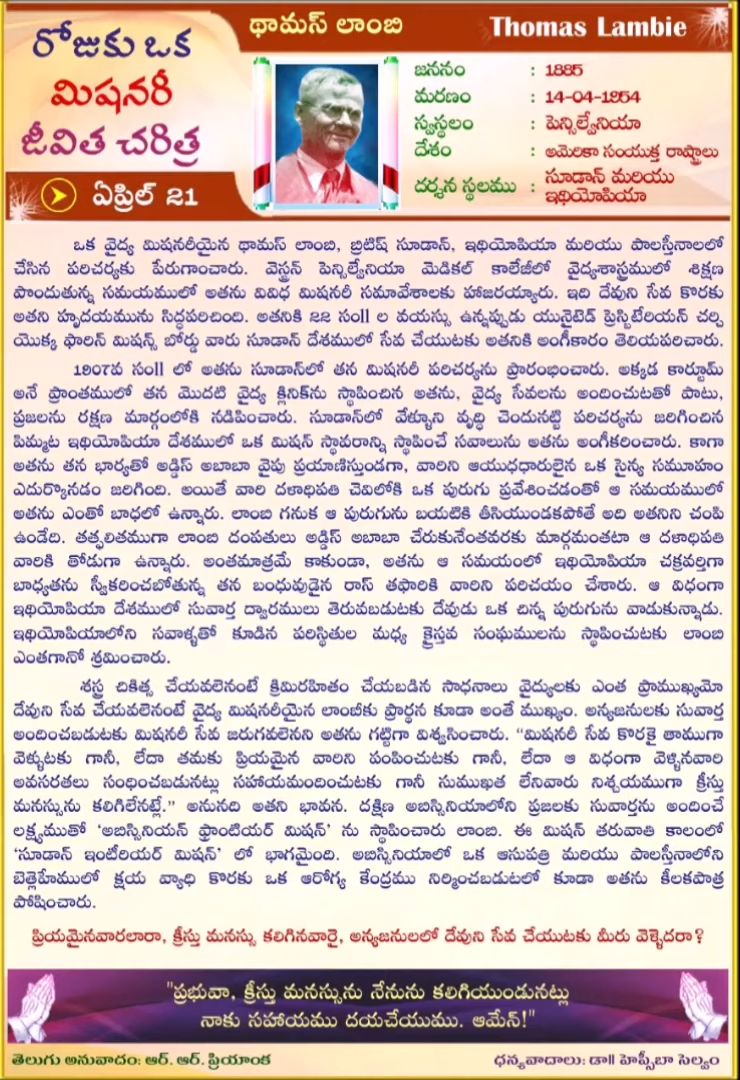 రోజుకు ఒక
మిషనరీ
జీవిత చరిత్ర
ఏప్రిల్ 21
థామస్ లాంబి
Thomas Lambie
జననం : 1885
మరణం : 14-04-1954
స్వస్థలం : పెన్సిల్వేనియా
దేశం : అమెరికా సంయుక్త రాష్ట్రాలు
దర్శన స్థలము : సూడాన్ మరియు
ఇథియోపియా
ఒక వైద్య మిషనరీయైన థామస్ లాంబి, బ్రిటిష్ సూడాన్, ఇథియోపియా మరియు పాలస్తీనాలలో
చేసిన పరిచర్యకు పేరుగాంచారు. వెస్ట్రన్ పెన్సిల్వేనియా మెడికల్ కాలేజీలో వైద్యశాస్త్రములో శిక్షణ
పొందుతున్న సమయములో అతను వివిధ మిషనరీ సమావేశాలకు హాజరయ్యారు. ఇది దేవుని సేవ కొరకు
అతని హృదయమును సిద్ధపరిచింది. అతనికి 22 సం॥ ల వయస్సు ఉన్నప్పుడు యునైటెడ్ ప్రెస్బిటేరియన్ చర్చి
యొక్క ఫారిన్ మిషన్స్ బోర్డు వారు సూడాన్ దేశములో సేవ చేయుటకు అతనికి అంగీకారం తెలియపరిచారు.
1907వ సం॥ లో అతను సూడాన్‌లో తన మిషనరీ పరిచర్యను ప్రారంభించారు. అక్కడ కార్టూమ్
అనే ప్రాంతములో తన మొదటి వైద్య క్లినిక్‌ను స్థాపించిన అతను, వైద్య సేవలను అందించుటతో పాటు,
ప్రజలను రక్షణ మార్గంలోకి నడిపించారు. సూడాన్‌లో వేళ్ళూని వృద్ధి చెందునట్టి పరిచర్యను జరిగించిన
పిమ్మట ఇథియోపియా దేశములో ఒక మిషన్ స్థావరాన్ని స్థాపించే సవాలును అతను అంగీకరించారు. కాగా
అతను తన భార్యతో అడ్డిస్ అబాబా వైపు ప్రయాణిస్తుండగా, వారిని ఆయుధధారులైన ఒక సైన్య సమూహం
ఎదుర్కొనడం జరిగింది. అయితే వారి దళాధిపతి చెవిలోకి ఒక పురుగు ప్రవేశించడంతో ఆ సమయములో
అతను ఎంతో బాధలో ఉన్నారు. లాంబి గనుక ఆ పురుగును బయటికి తీసియుండకపోతే అది అతనిని చంపి
ఉండేది. తత్ఫలితముగా లాంబి దంపతులు అడ్డిస్ అబాబా చేరుకునేంతవరకు మార్గమంతటా ఆ దళాధిపతి
వారికి తోడుగా ఉన్నారు. అంతమాత్రమే కాకుండా, అతను ఆ సమయంలో ఇథియోపియా చక్రవర్తిగా
బాధ్యతను స్వీకరించబోతున్న తన బంధువుడైన రాస్ తఫారికి వారిని పరిచయం చేశారు. ఆ విధంగా
ఇథియోపియా దేశములో సువార్త ద్వారములు తెరువబడుటకు దేవుడు ఒక చిన్న పురుగును వాడుకున్నాడు.
ఇథియోపియాలోని సవాళ్ళతో కూడిన పరిస్థితుల మధ్య క్రైస్తవ సంఘములను స్థాపించుటకు లాంబి
ఎంతగానో శ్రమించారు.
శస్త్ర చికిత్స చేయవలెనంటే క్రిమిరహితం చేయబడిన సాధనాలు వైద్యులకు ఎంత ప్రాముఖ్యమో
దేవుని సేవ చేయవలెనంటే వైద్య మిషనరీయైన లాంబికు ప్రార్థన కూడా అంతే ముఖ్యం. అన్యజనులకు సువార్త
అందించబడుటకు మిషనరీ సేవ జరుగవలెనని అతను గట్టిగా విశ్వసించారు. “మిషనరీ సేవ కొరకై తాముగా
వెళ్ళుటకు గానీ, లేదా తమకు ప్రియమైన వారిని పంపించుటకు గానీ, లేదా ఆ విధంగా వెళ్ళినవారి
అవసరతలు సంధించబడునట్లు సహాయమందించుటకు గానీ సుముఖత లేనివారు నిశ్చయముగా క్రీస్తు
మనస్సును కలిగిలేనట్లే.” అనునది అతని భావన. దక్షిణ అబిస్సినియాలోని ప్రజలకు సువార్తను అందించే
లక్ష్యముతో ‘అబిస్సినియన్ ఫ్రాంటియర్ మిషన్’ ను స్థాపించారు లాంబి. ఈ మిషన్ తరువాతి కాలంలో
‘సూడాన్ ఇంటీరియర్ మిషన్’ లో భాగమైంది. అబిస్సినియాలో ఒక ఆసుపత్రి మరియు పాలస్తీనాలోని
బెత్లెహేములో క్షయ వ్యాధి కొరకు ఒక ఆరోగ్య కేంద్రము నిర్మించబడుటలో కూడా అతను కీలకపాత్ర
పోషించారు.
ప్రియమైనవారలారా, క్రీస్తు మనస్సు కలిగినవారై, అన్యజనులలో దేవుని సేవ చేయుటకు మీరు వెళ్ళెదరా?
"ప్రభువా, క్రీస్తు మనస్సును నేనును కలిగియుండునట్లు
నాకు సహాయము దయచేయుము. ఆమేన్!"
తెలుగు అనువాదం: ఆర్. ఆర్. ప్రియాంక
ధన్యవాదాలు: డా॥ హెప్సీబా సెల్వం